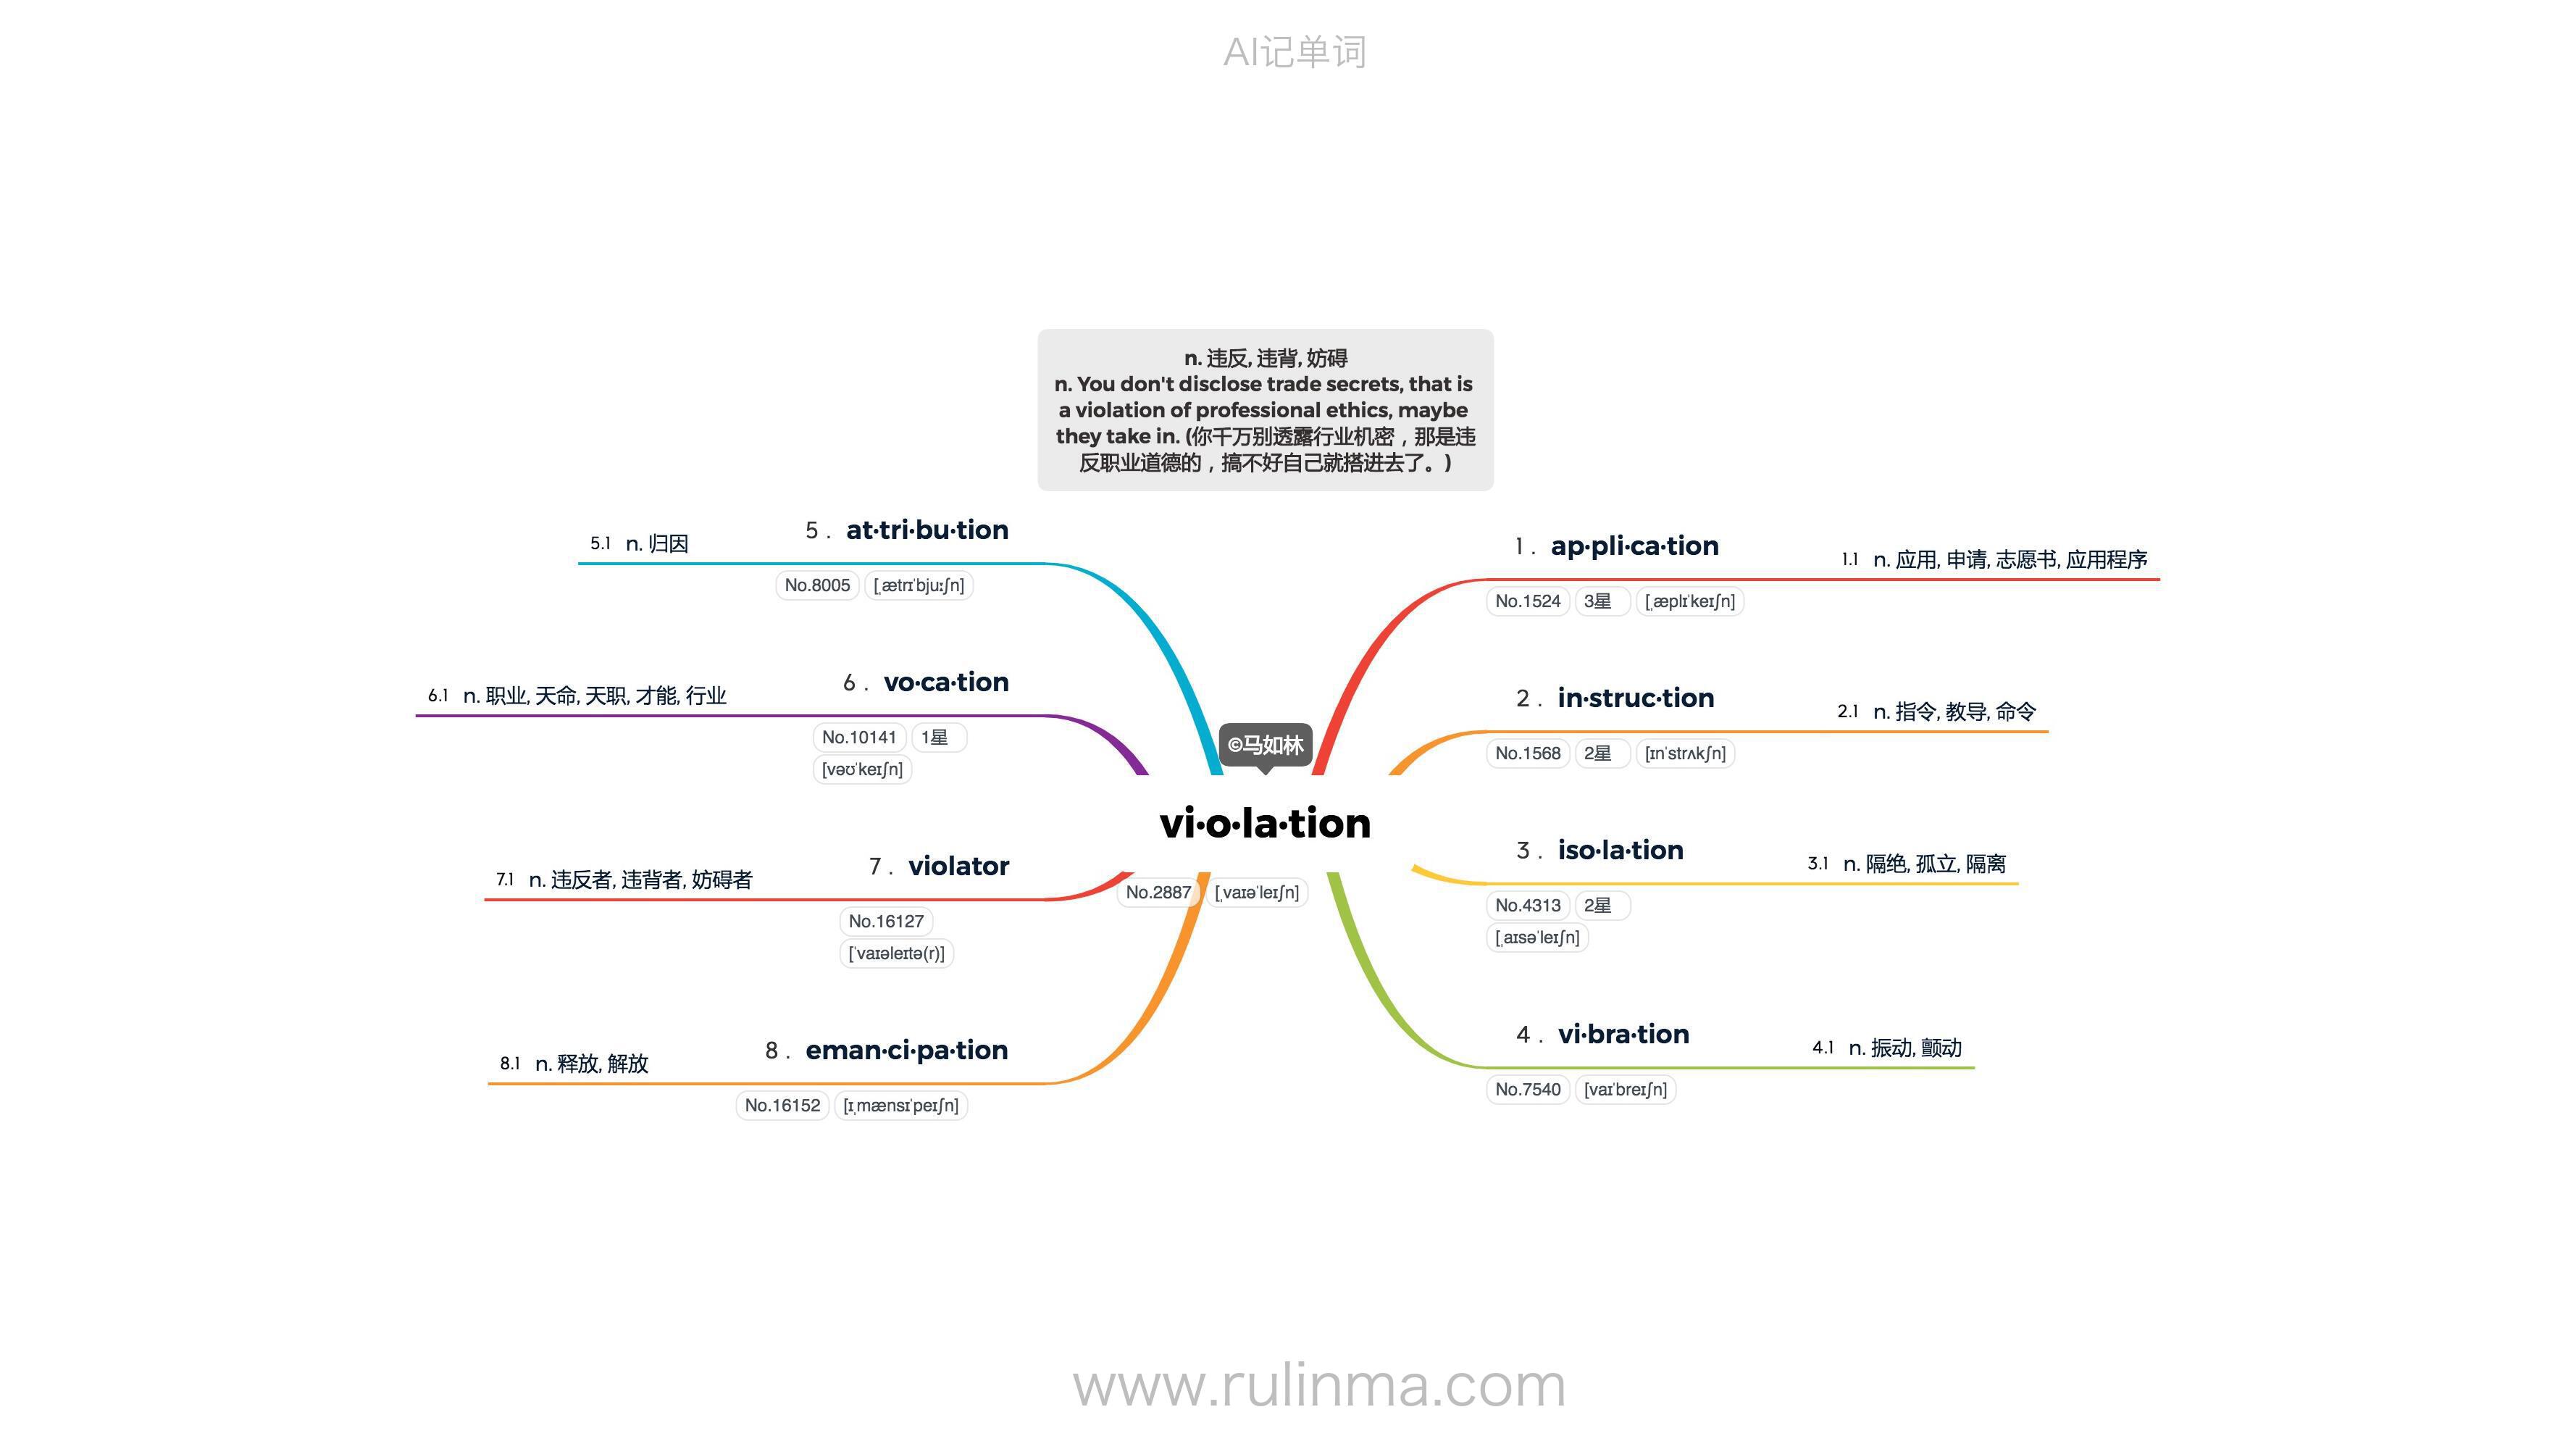 AI记单词
n. 违反, 违背, 妨碍
n. You don't disclose trade secrets, that is
a violation of professional ethics, maybe
they take in. (你千万别透露行业机密，那是违
反职业道德的，搞不好自己就搭进去了。)
©马如林
vi·o·la·tion
No.2887 [ˌvaɪəˈleɪʃn]
1 . ap·pli·ca·tion
No.1524 3星 [ˌæplɪˈkeɪʃn]
1.1 n. 应用, 申请, 志愿书, 应用程序
2 . in·struc·tion
No.1568 2星 [ɪnˈstrʌkʃn]
2.1 n. 指令, 教导, 命令
3 . iso·la·tion
No.4313 2星
[ˌaɪsəˈleɪʃn]
3.1 n. 隔绝, 孤立, 隔离
4 . vi·bra·tion
No.7540 [vaɪˈbreɪʃn]
4.1 n. 振动, 颤动
5 . at·tri·bu·tion
No.8005 [ˌætrɪˈbjuːʃn]
5.1 n. 归因
6 . vo·ca·tion
No.10141 1星
[vəʊˈkeɪʃn]
6.1 n. 职业, 天命, 天职, 才能, 行业
7 . violator
No.16127
[ˈvaɪəleɪtə(r)]
7.1 n. 违反者, 违背者, 妨碍者
8 . eman·ci·pa·tion
No.16152 [ɪˌmænsɪˈpeɪʃn]
8.1 n. 释放, 解放
www.rulinma.com